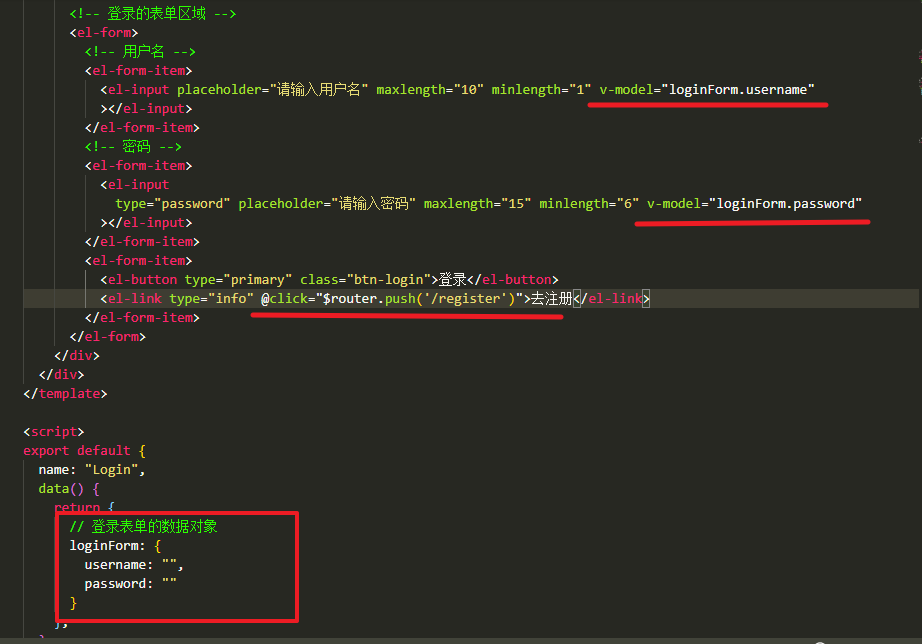 <!-- 登录的表单区域 -->
<el-form>
<!-- 用户名 -->
<el-form-item>
<el-input placeholder="请输入用户名" maxlength="10" minlength="1" v-model="loginForm.username"
></el-input>
</el-form-item>
<!-- 密码 -->
<el-form-item>
<el-input
type="password" placeholder="请输入密码" maxlength="15" minlength="6" v-model="loginForm.password"
></el-input>
</el-form-item>
<el-form-item>
<el-button type="primary" class="btn-login">登录</el-button>
<el-link type="info" @click="$router.push('/register')">去注册</el-link>
</el-form-item>
</el-form>
</div>
</div>
</template>
<script>
export default {
name: "Login",
data() {
return {
// 登录表单的数据对象
loginForm: {
username: "",
password: ""
}
};